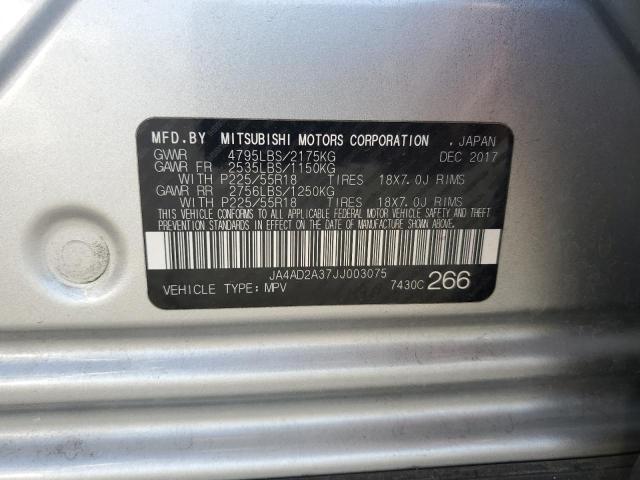 MFD.BY MITSUBISHI MOTORS CORPORATION , JAPAN
GVWR 4795LBS/2175KG DEC 2017
GAWR FR 2535LBS/1150KG
WITH P225/55R18 TIRES 18X7.0J RIMS
GAWR RR 2756LBS/1250KG
WITH P225/55R18 TIRES 18X7.0J RIMS
THIS VEHICLE CONFORMS TO ALL APPLICABLE FEDERAL MOTOR VEHICLE SAFETY AND THEFT
PREVENTION STANDARDS IN EFFECT ON THE DATE OF MANUFACTURE SHOWN ABOVE.
JA4AD2A37JJ003075
VEHICLE TYPE:MPV 7430C 266